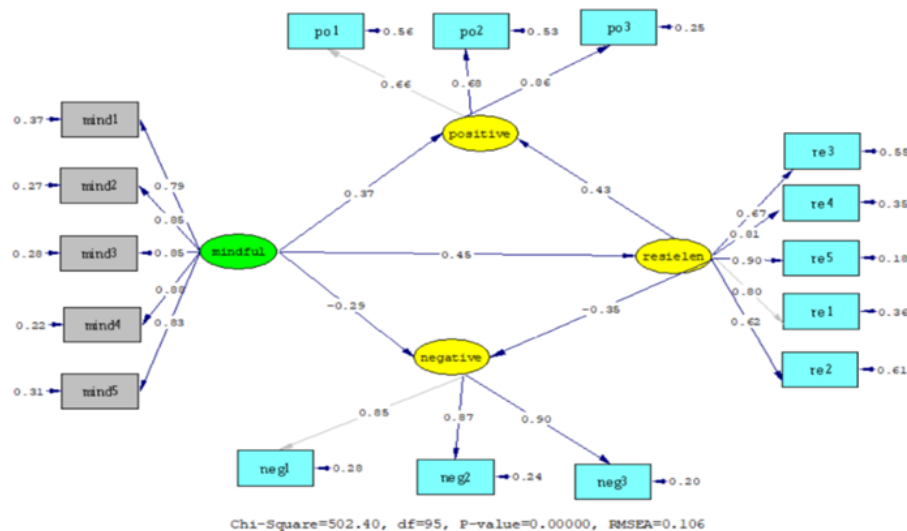 po1
0.56
po2
0.53
po3
0.25
0.66
0.68
0.86
0.37
mind1
positive
re3
0.55
0.79
0.27
mind2
0.37
0.43
re4
0.35
0.67
0.85
0.81
0.28
mind3
0.85
mindful
0.45
resielen
0.90
re5
0.18
0.88
0.80
0.22
mind4
-0.29
-0.35
re1
0.36
0.83
0.62
negative
re2
0.61
0.31
mind5
0.85
0.87
0.90
neg1
0.28
neg2
0.24
neg3
0.20
Chi-Square=502.40, df=95, P-value=0.00000, RMSEA=0.106